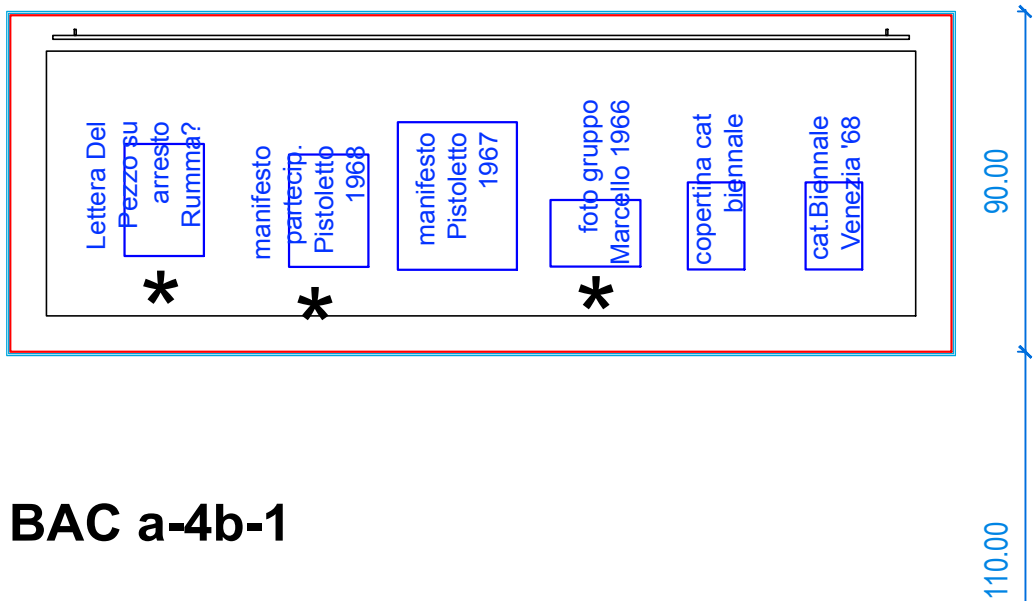 Lettera Del
Pezzo su
arresto
Rumma?
manifesto
partecip.
Pistoletto
1968
manifesto
Pistoletto
1967
foto gruppo
Marcello 1966
copertina cat
biennale
cat.Biennale
Venezia '68
*
*
*
90.00
BAC a-4b-1
110.00